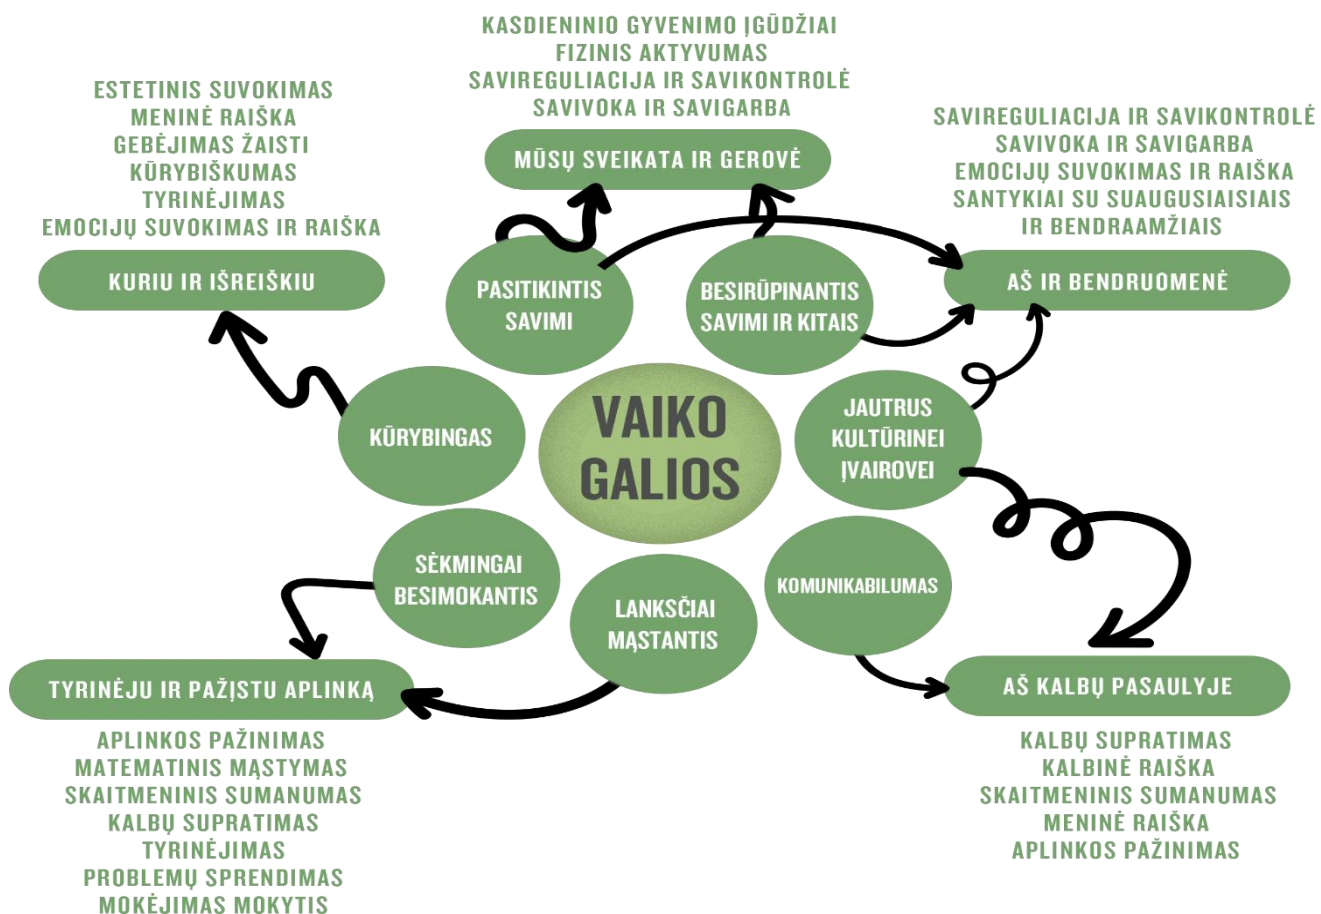 KASDIENINIO GYVENIMO ĮGŪDŽIAI
FIZINIS AKTYVUMAS
SAVIREGULIACIJA IR SAVIKONTROLĖ
SAVIVOKA IR SAVIGARBA
MŪSŲ SVEIKATA IR GEROVĖ
ESTETINIS SUVOKIMAS
MENINĖ RAIŠKA
GEBĖJIMAS ŽAISTI
KŪRYBIŠKUMAS
TYRINĖJIMAS
EMOCIJŲ SUVOKIMAS IR RAIŠKA
KURIU IR IŠREIŠKIU
SAVIREGULIACIJA IR SAVIKONTROLĖ
SAVIVOKA IR SAVIGARBA
EMOCIJŲ SUVOKIMAS IR RAIŠKA
SANTYKIAI SU SUAUGUSIAISIAIS
IR BENDRAAMŽIAIS
AŠ IR BENDRUOMENĖ
PASITIKINTIS
SAVIMI
BESIRŪPINANTIS
SAVIMI IR KITAIS
KŪRYBINGAS
VAIKO
GALIOS
JAUTRUS
KULTŪRINEI
ĮVAIROVEI
SĖKMINGAI
BESIMOKANTIS
LANKSČIAI
MĄSTANTIS
KOMUNIKABILUMAS
TYRINĖJU IR PAŽĮSTU APLINKĄ
APLINKOS PAŽINIMAS
MATEMATINIS MĄSTYMAS
SKAITMENINIS SUMANUMAS
KALBŲ SUPRATIMAS
TYRINĖJIMAS
PROBLEMŲ SPRENDIMAS
MOKĖJIMAS MOKYTIS
AŠ KALBŲ PASAULYJE
KALBŲ SUPRATIMAS
KALBINĖ RAIŠKA
SKAITMENINIS SUMANUMAS
MENINĖ RAIŠKA
APLINKOS PAŽINIMAS